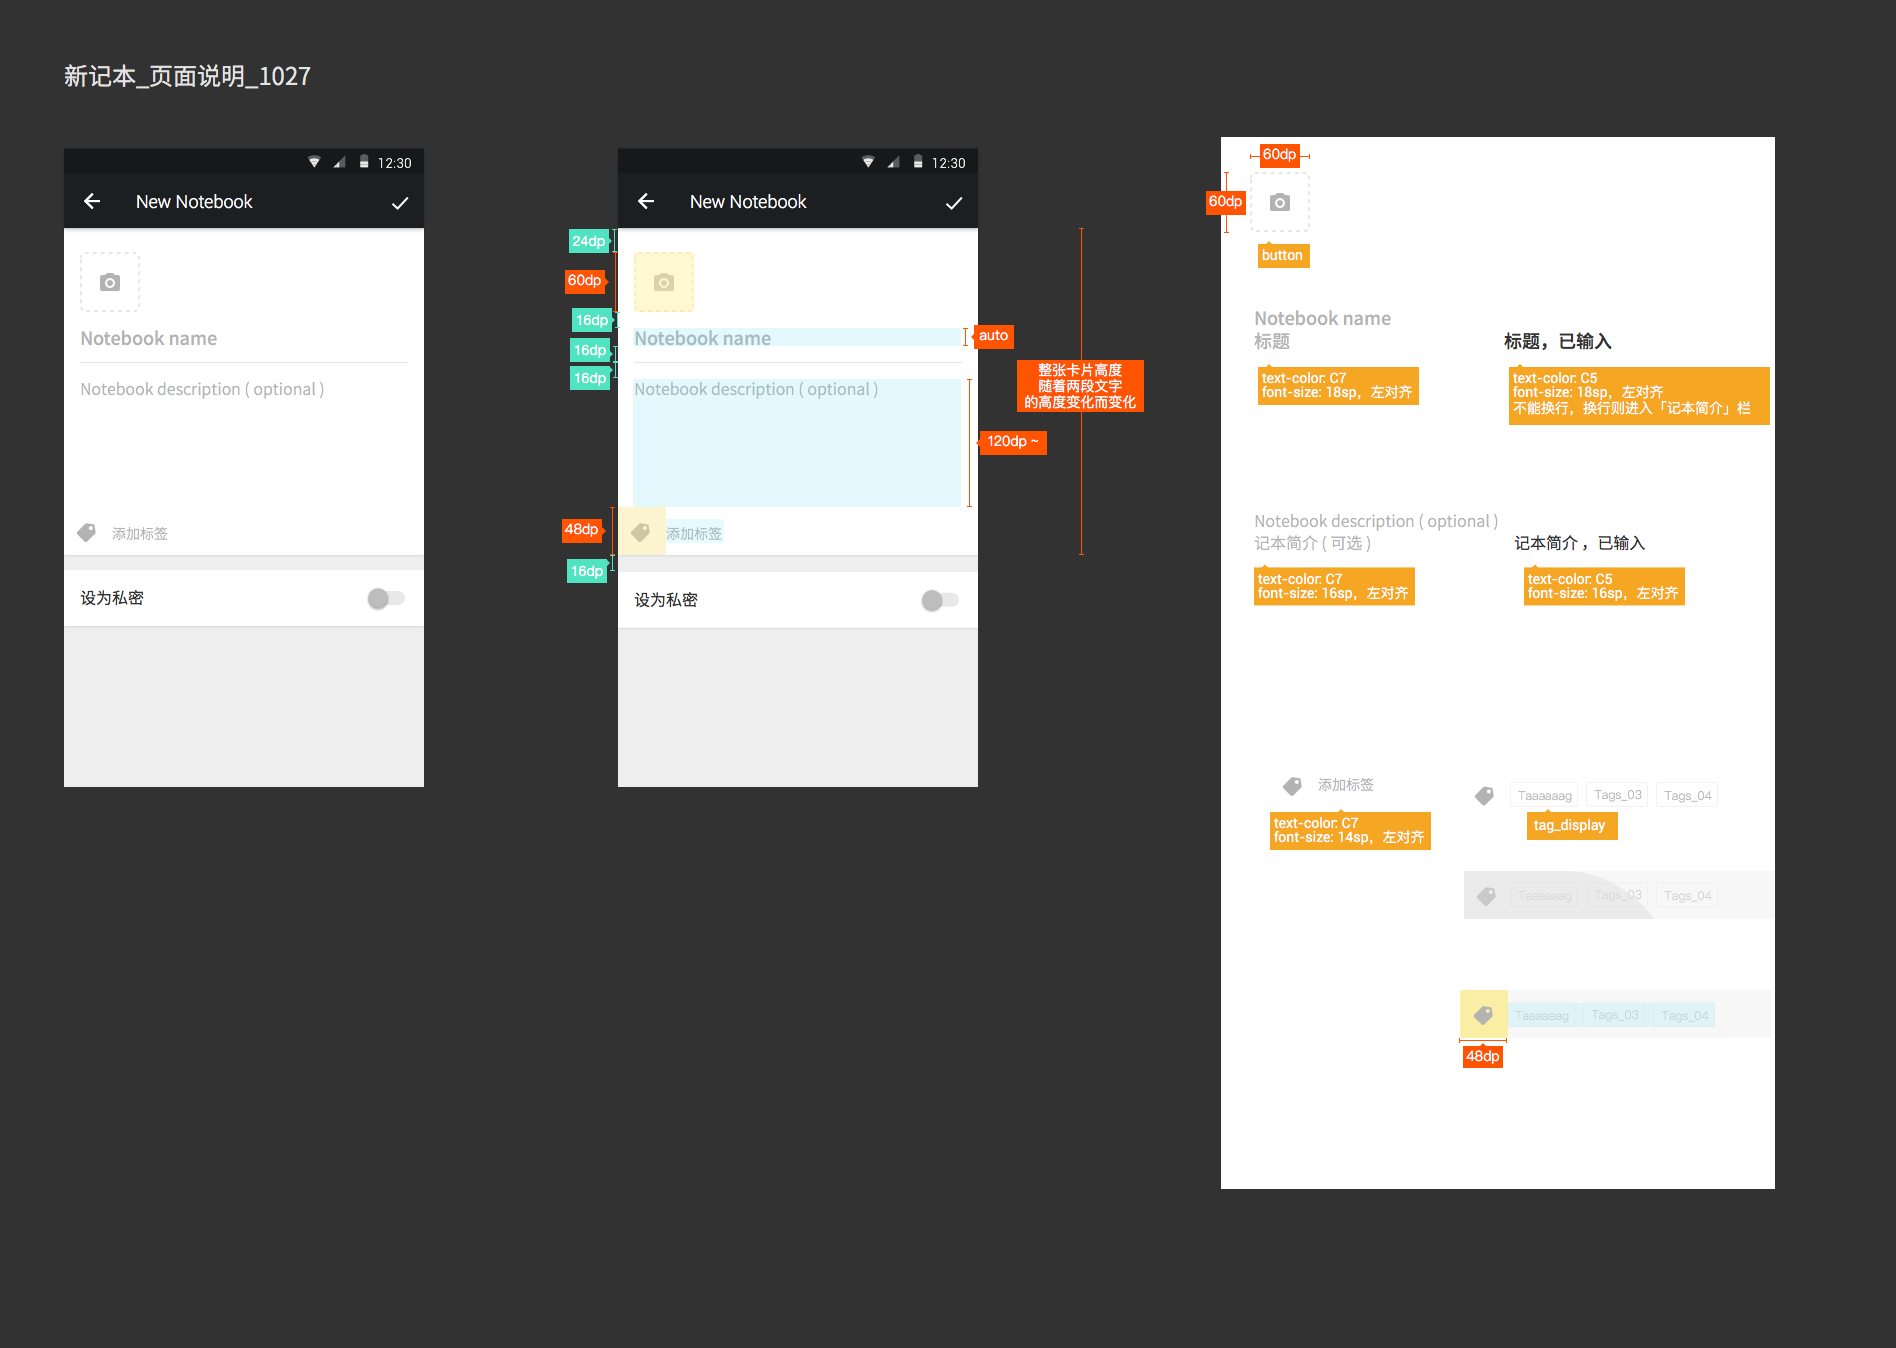 新记本_页面说明_1027
12:30
New Notebook
Notebook name
Notebook description ( optional )
添加标签
设为私密
12:30
New Notebook
24dp
60dp
16dp
Notebook name
auto
16dp
16dp
Notebook description ( optional )
整张卡片高度
随着两段文字
的高度变化而变化
120dp ~
48dp
添加标签
16dp
设为私密
60dp
60dp
button
Notebook name
标题
text-color: C7
font-size: 18sp，左对齐
标题，已输入
text-color: C5
font-size: 18sp，左对齐
不能换行，换行则进入「记本简介」栏
Notebook description ( optional )
记本简介 ( 可选 )
text-color: C7
font-size: 16sp，左对齐
记本简介 ，已输入
text-color: C5
font-size: 16sp，左对齐
添加标签
text-color: C7
font-size: 14sp，左对齐
Taaaaaag Tags_03 Tags_04
tag_display
Taaaaaag Tags_03 Tags_04
Taaaaaag Tags_03 Tags_04
48dp